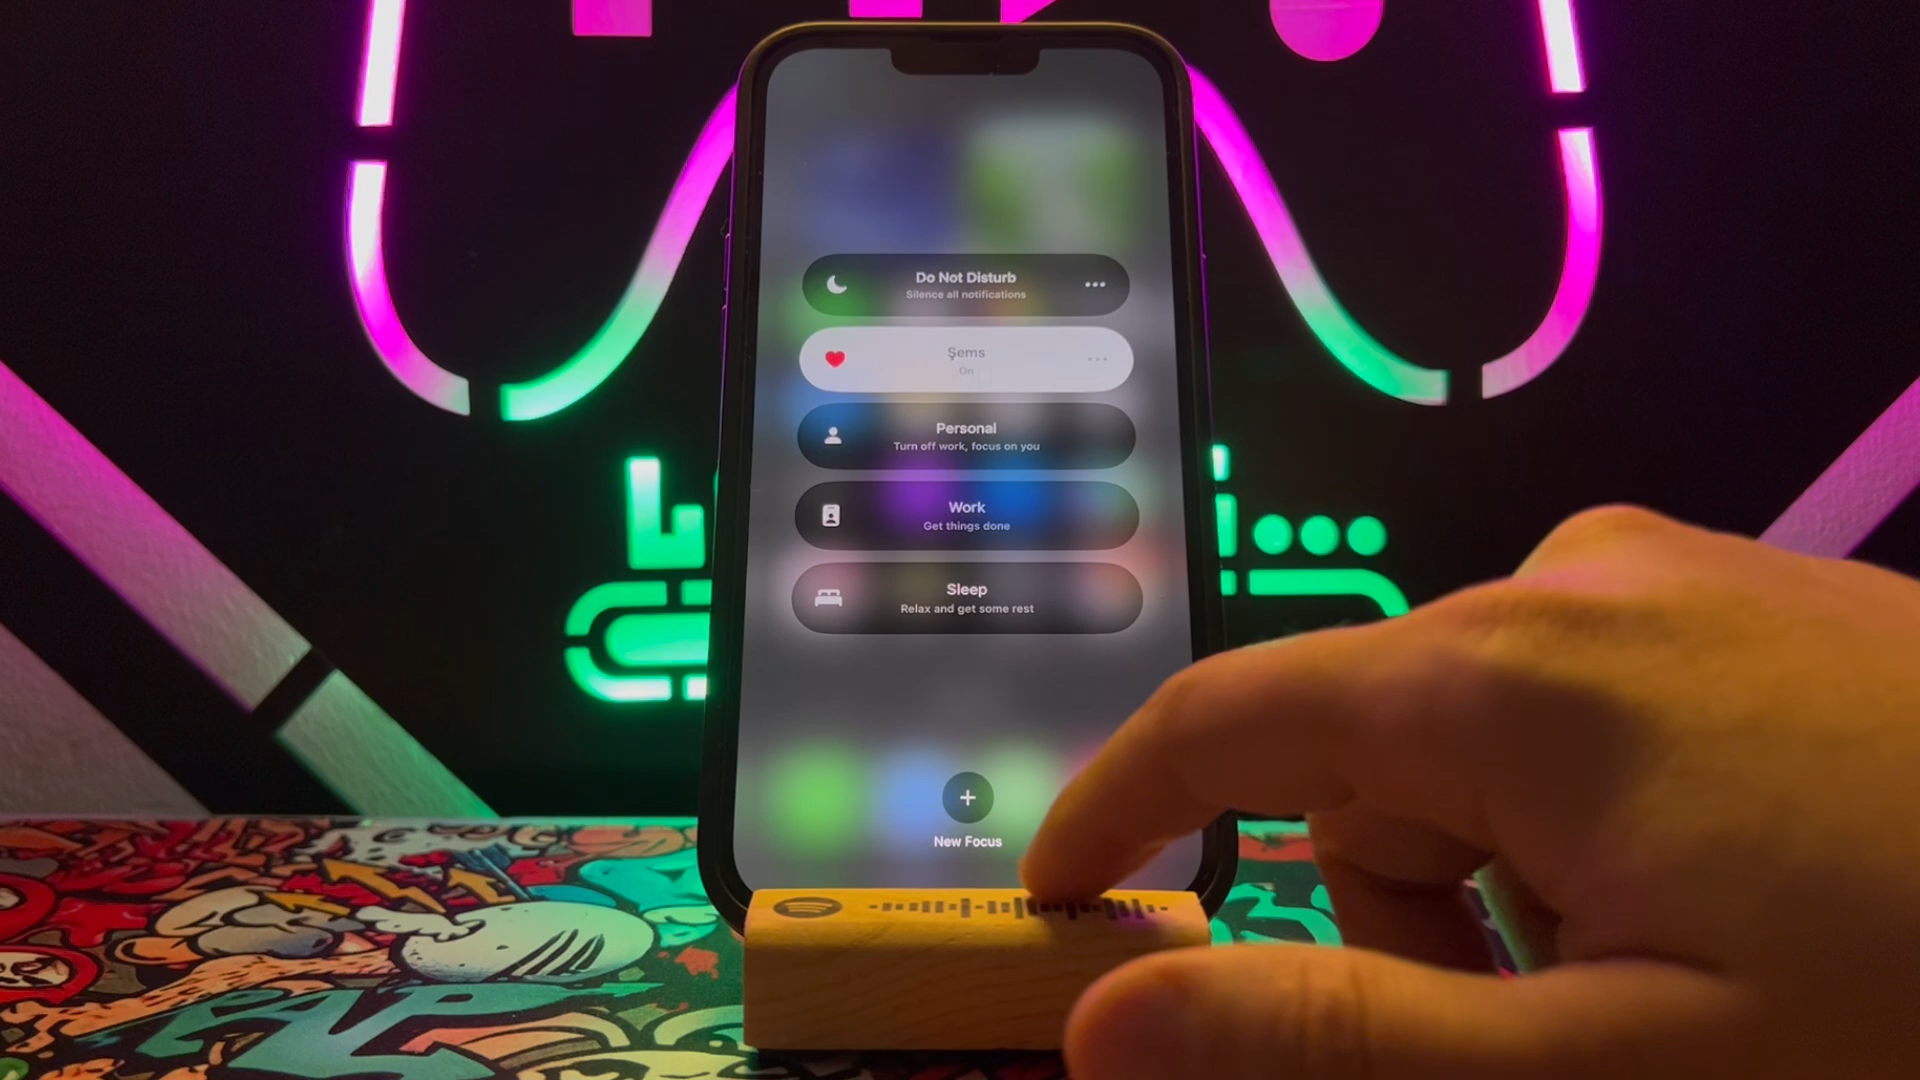 Do Not Disturb
Silence all notifications
Şems
On
Personal
Turn off work, focus on you
Work
Get things done
Sleep
Relax and get some rest
New Focus